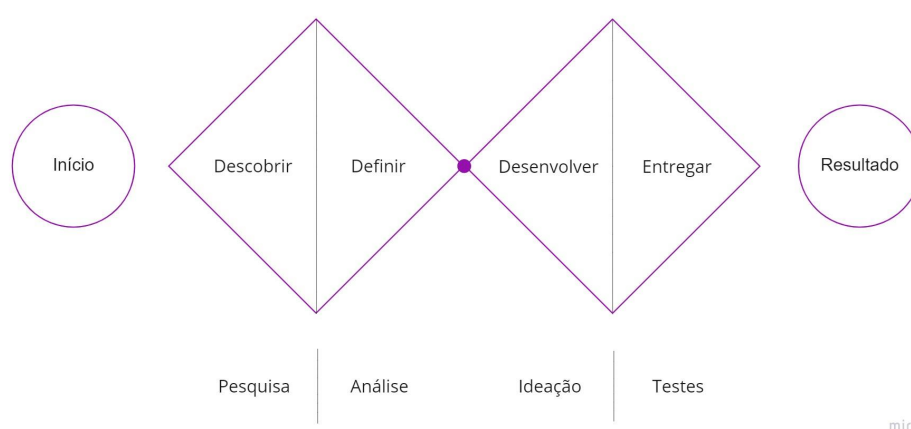 Início
Descobrir
Definir
Desenvolver
Entregar
Resultado
Pesquisa
Análise
Ideação
Testes